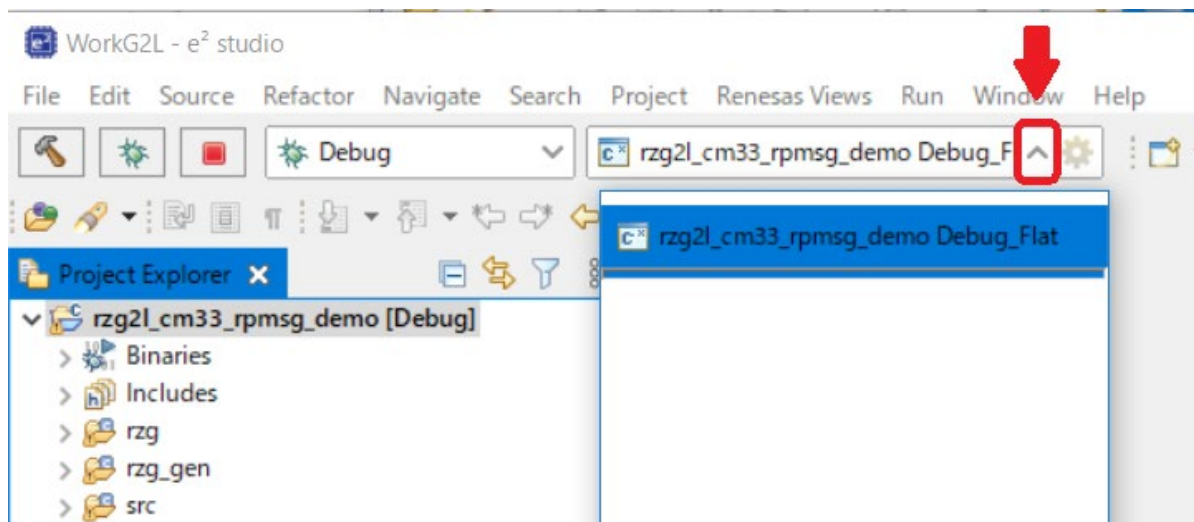 WorkG2L - e² studio
File Edit Source Refactor Navigate Search Project Renesas Views Run Window Help
Debug rzg2l_cm33_rpmsg_demo Debug_F
rzg2l_cm33_rpmsg_demo Debug_Flat
Project Explorer
rzg2l_cm33_rpmsg_demo [Debug]
Binaries
Includes
rzg
rzg_gen
src